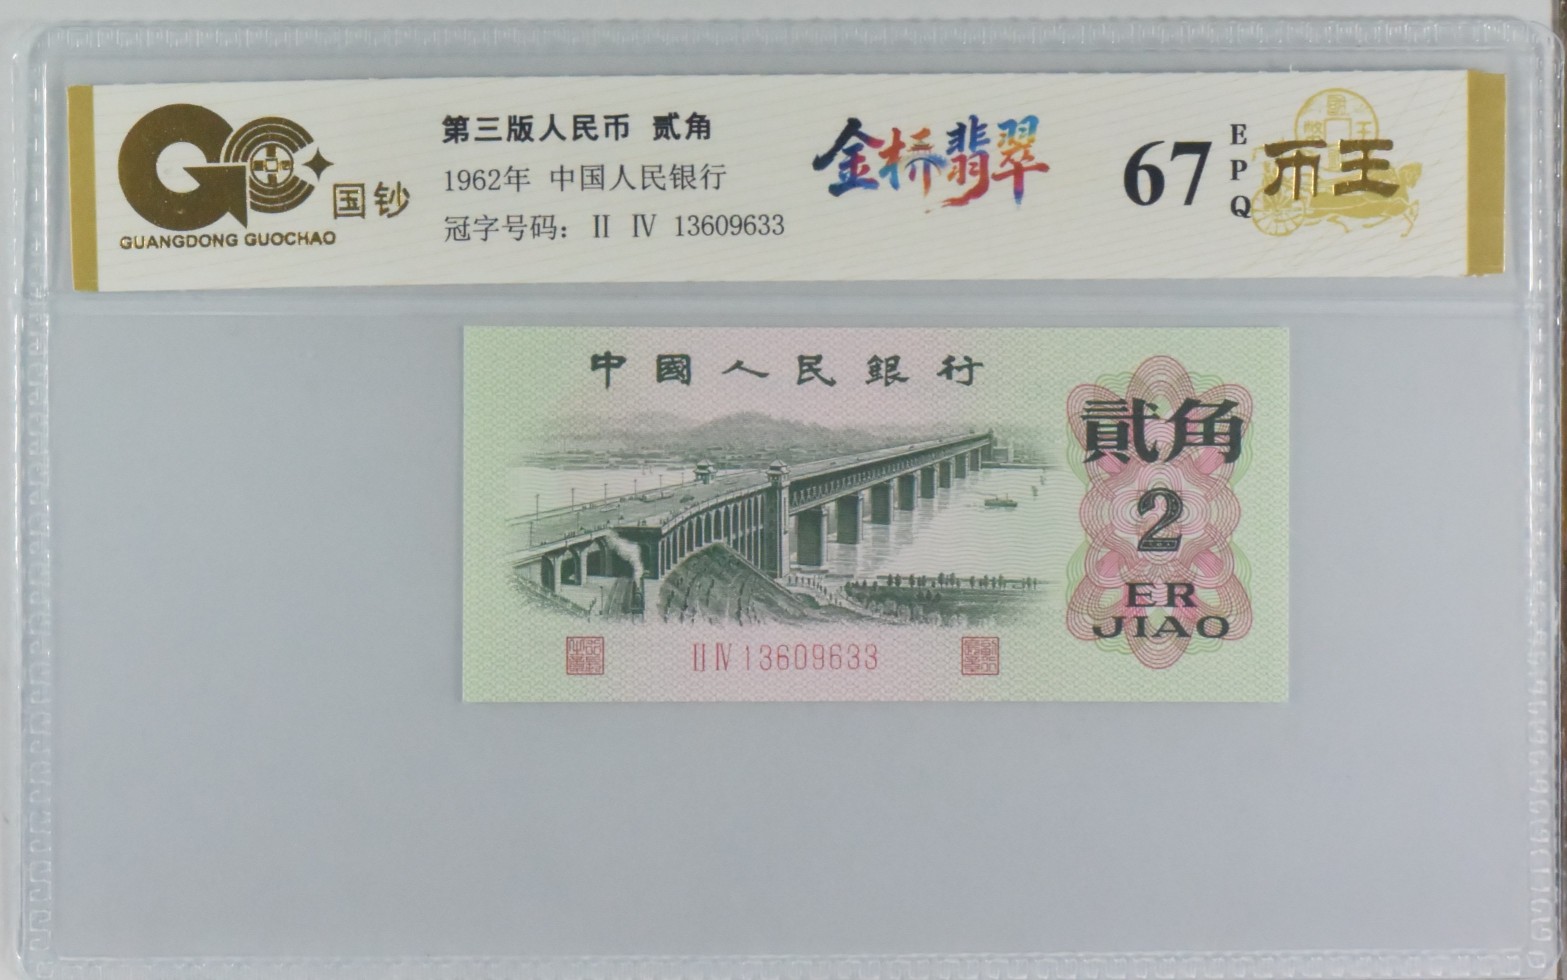 国钞
GUANGDONG GUOCHAO
第三版人民币 贰角
1962年 中国人民银行
冠字号码：Ⅱ Ⅳ 13609633
金桥翡翠
67
EPQ
币王
中國人民銀行
貳角
2
ER
JIAO
Ⅱ Ⅳ 13609633